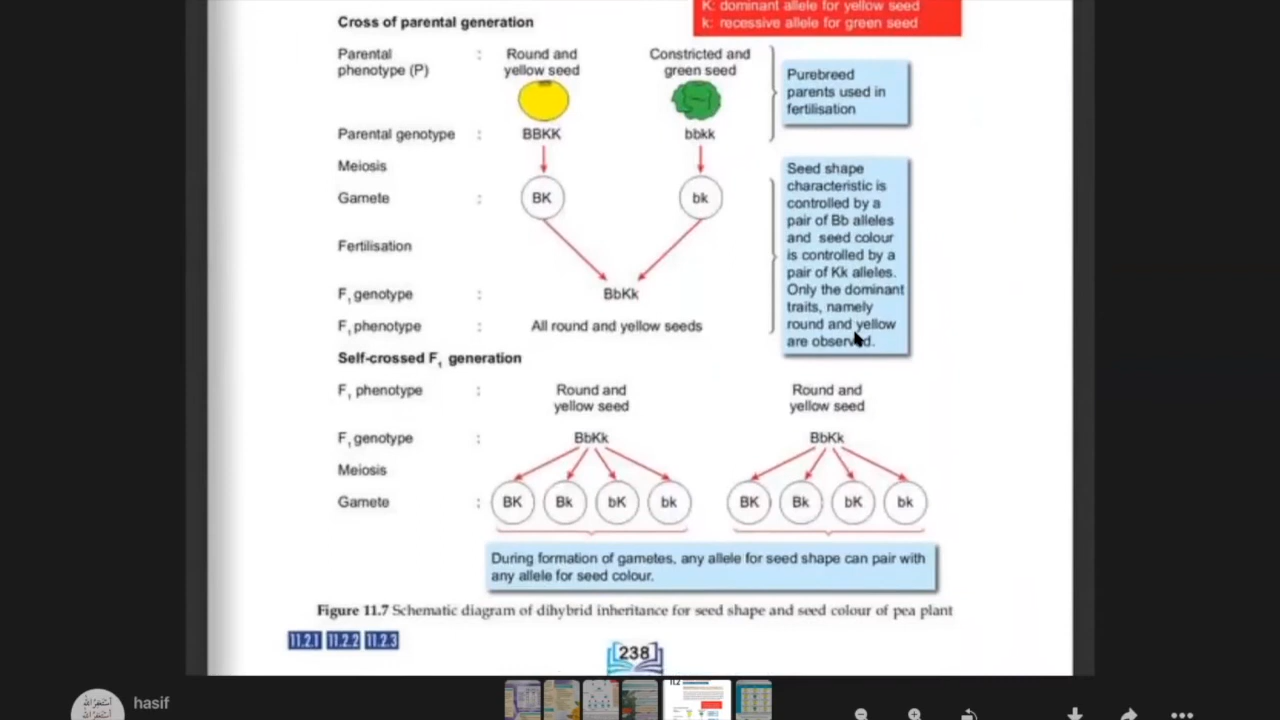 K: dominant allele for yellow seed
k: recessive allele for green seed
Cross of parental generation
Parental phenotype (P) : Round and yellow seed Constricted and green seed
Purebreed
parents used in
fertilisation
Parental genotype : BBKK bbkk
Meiosis
Gamete : BK bk
Seed shape
characteristic is
controlled by a
pair of Bb alleles
and seed colour
is controlled by a
pair of Kk alleles.
Only the dominant
traits, namely
round and yellow
are observed.
Fertilisation
F₁ genotype : BbKk
F₁ phenotype : All round and yellow seeds
Self-crossed F₁ generation
F₁ phenotype : Round and yellow seed Round and yellow seed
F₁ genotype : BbKk BbKk
Meiosis
Gamete : BK Bk bK bk BK Bk bK bk
During formation of gametes, any allele for seed shape can pair with
any allele for seed colour.
Figure 11.7 Schematic diagram of dihybrid inheritance for seed shape and seed colour of pea plant
11.2.1 11.2.2 11.2.3
238
hasif
11.2